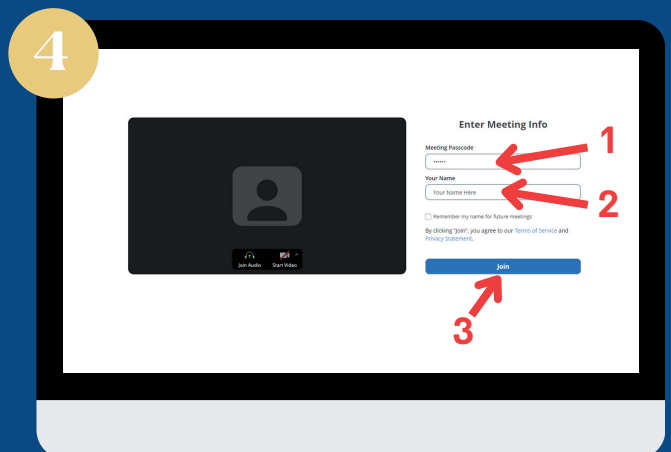 4
Enter Meeting Info
Meeting Passcode
••••••
Your Name
Your Name Here
Remember my name for future meetings
By clicking "Join", you agree to our Terms of Service and
Privacy Statement.
Join
Join Audio Start Video
1
2
3